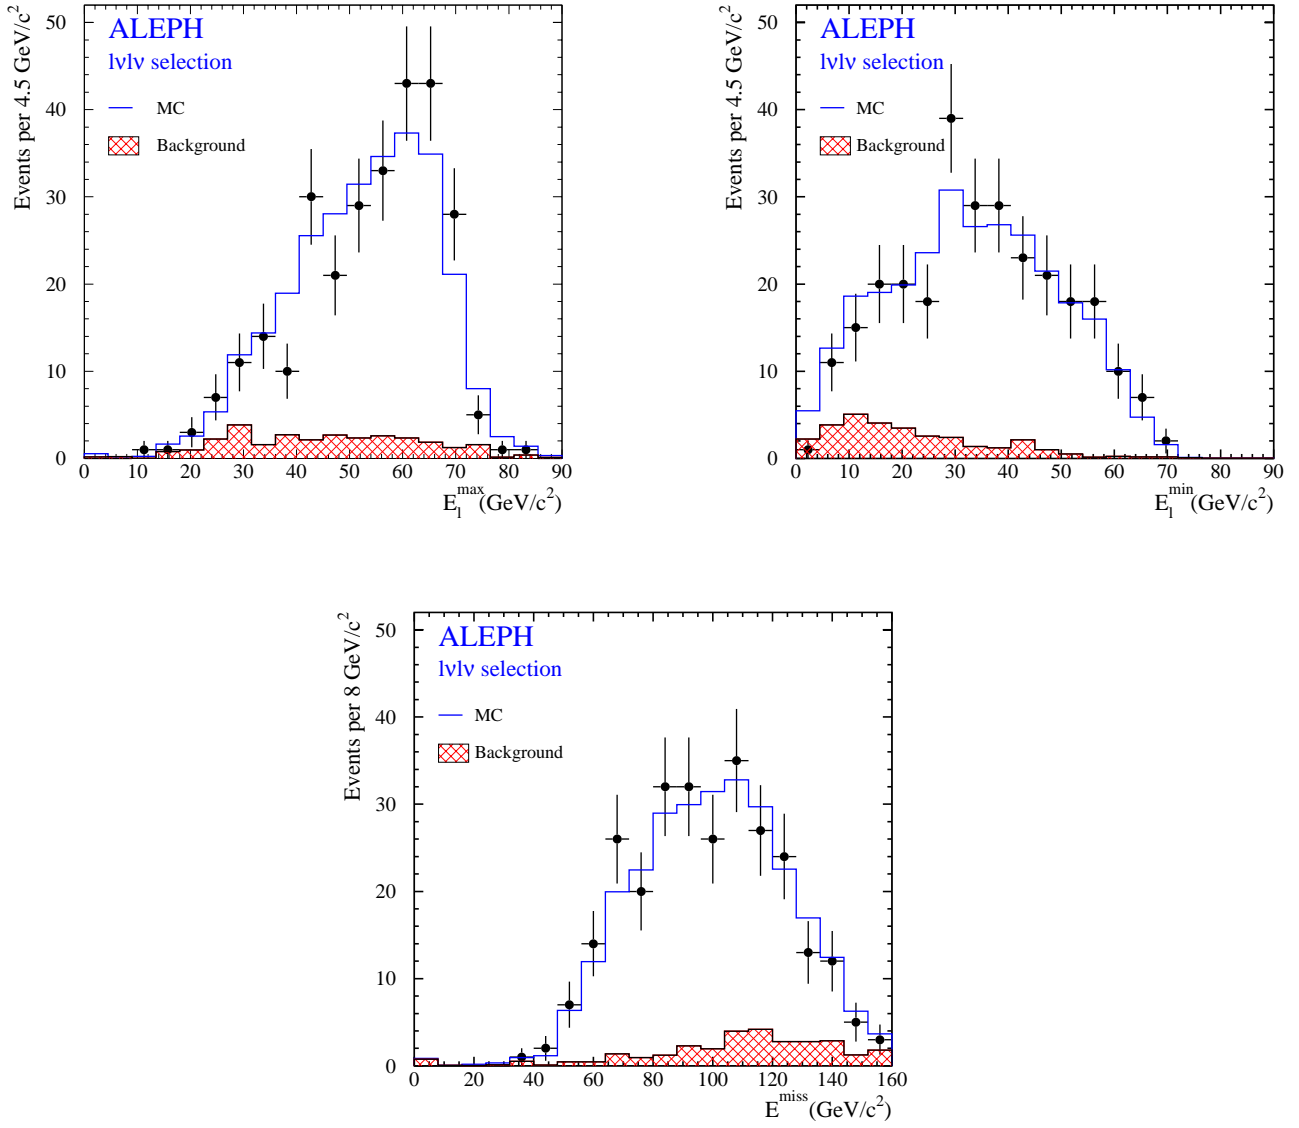 Events per 4.5 GeV/c²
ALEPH
lνlν selection
MC
Background
50
40
30
20
10
0
0 10 20 30 40 50 60 70 80 90
E_l^max(GeV/c²)
Events per 4.5 GeV/c²
ALEPH
lνlν selection
MC
Background
50
40
30
20
10
0
0 10 20 30 40 50 60 70 80 90
E_l^min(GeV/c²)
Events per 8 GeV/c²
ALEPH
lνlν selection
MC
Background
50
40
30
20
10
0
0 20 40 60 80 100 120 140 160
E^miss(GeV/c²)